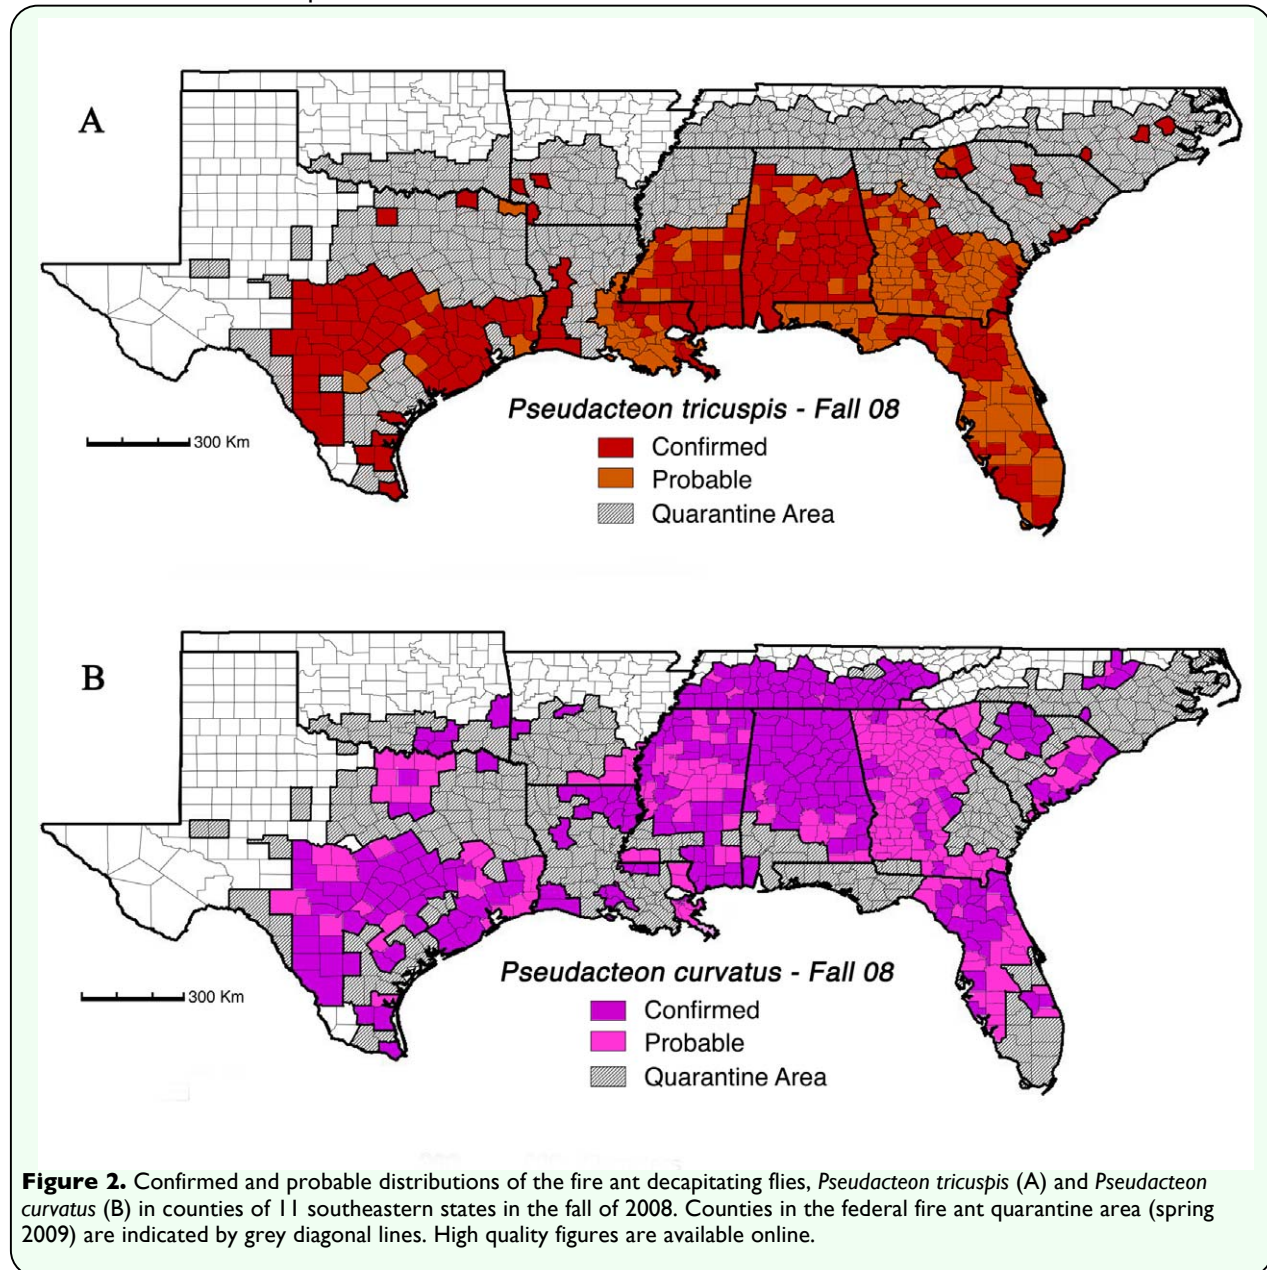 A
Pseudacteon tricuspis - Fall 08
Confirmed
300 Km
Probable
Quarantine Area
B
Pseudacteon curvatus - Fall 08
300 Km
Confirmed
Probable
Quarantine Area
Figure 2. Confirmed and probable distributions of the fire ant decapitating flies, Pseudacteon tricuspis (A) and Pseudacteon
curvatus (B) in counties of 11 southeastern states in the fall of 2008. Counties in the federal fire ant quarantine area (spring
2009) are indicated by grey diagonal lines. High quality figures are available online.